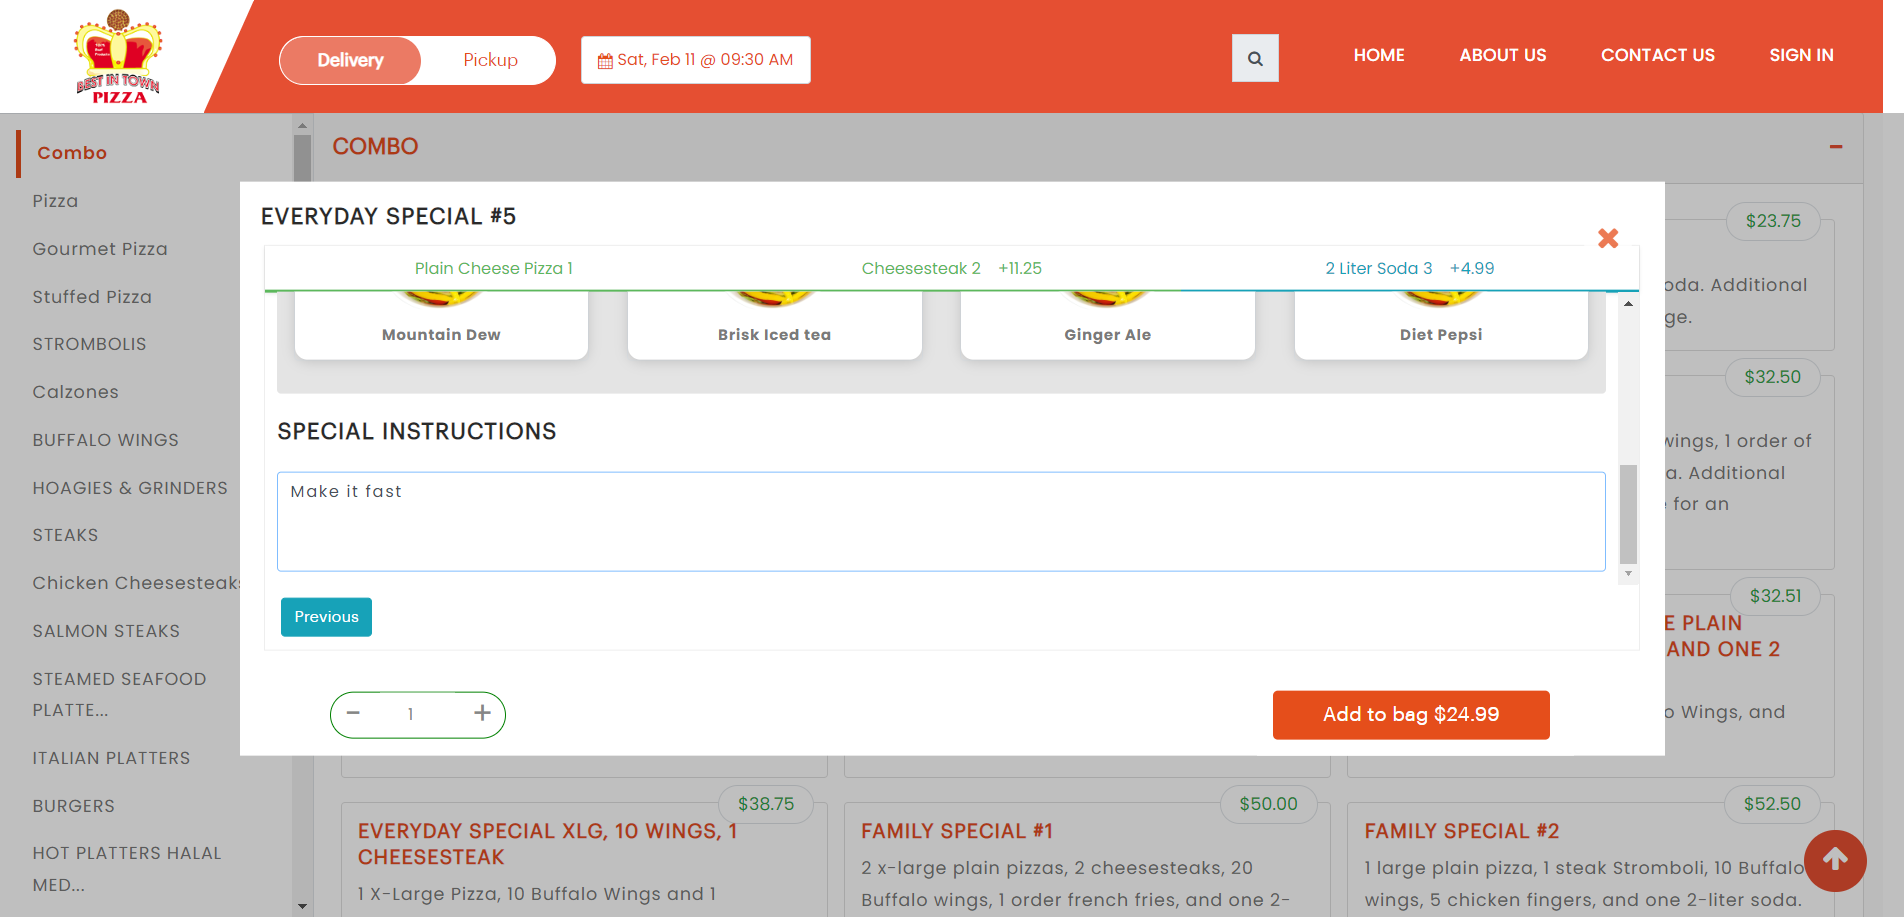 BEST IN TOWN
PIZZA
Delivery
Pickup
Sat, Feb 11 @ 09:30 AM
HOME
ABOUT US
CONTACT US
SIGN IN
Combo
Pizza
Gourmet Pizza
Stuffed Pizza
STROMBOLIS
Calzones
BUFFALO WINGS
HOAGIES & GRINDERS
STEAKS
Chicken Cheesesteaks
SALMON STEAKS
STEAMED SEAFOOD
PLATTE...
ITALIAN PLATTERS
BURGERS
HOT PLATTERS HALAL
MED...
COMBO
EVERYDAY SPECIAL #5
Plain Cheese Pizza 1
Cheesesteak 2 +11.25
2 Liter Soda 3 +4.99
Mountain Dew
Brisk Iced tea
Ginger Ale
Diet Pepsi
SPECIAL INSTRUCTIONS
Make it fast
Previous
1
Add to bag $24.99
$23.75
oda. Additional
ge.
$32.50
wings, 1 order of
a. Additional
for an
$32.51
E PLAIN
AND ONE 2
o Wings, and
$38.75
EVERYDAY SPECIAL XLG, 10 WINGS, 1
CHEESESTEAK
1 X-Large Pizza, 10 Buffalo Wings and 1
$50.00
FAMILY SPECIAL #1
2 x-large plain pizzas, 2 cheesesteaks, 20
Buffalo wings, 1 order french fries, and one 2-
$52.50
FAMILY SPECIAL #2
1 large plain pizza, 1 steak Stromboli, 10 Buffalo
wings, 5 chicken fingers, and one 2-liter soda.